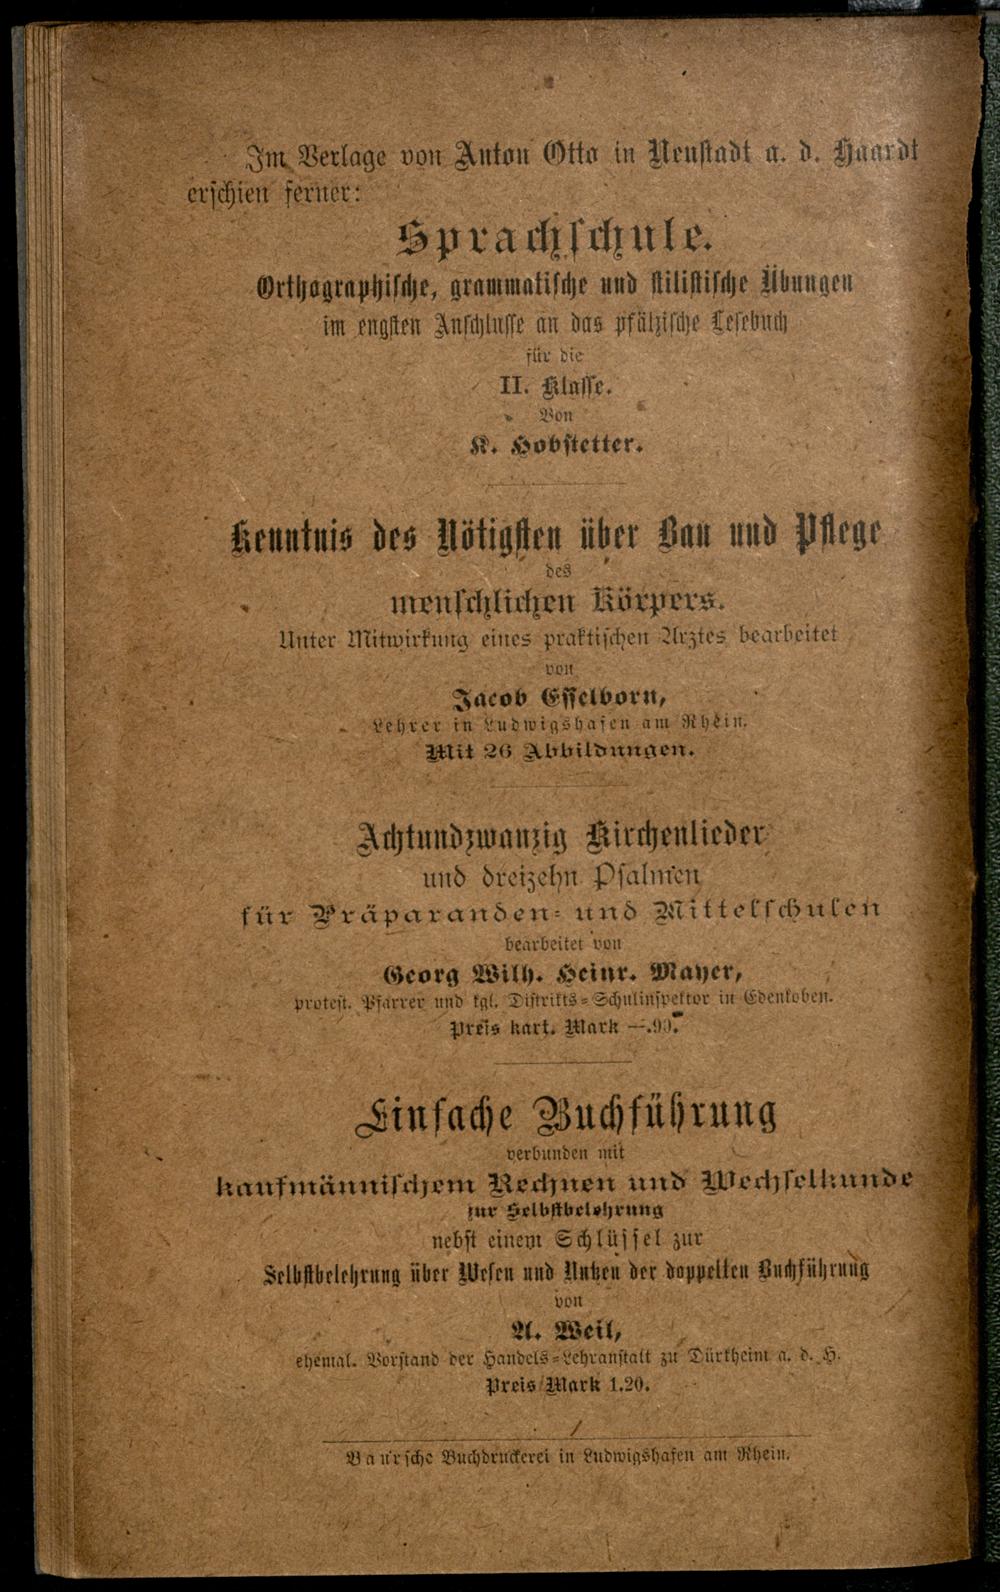 Im Verlage von Anton Otto in Neustadt a. d. Haardt
erschien ferner:
Sprachschule.
Orthographische, grammatische und stilistische Übungen
im engsten Anschlusse an das pfälzische Lesebuch
für die
II. Klasse.
Von
K. Hobstetter.
Kenntnis des Nötigsten über Bau und Pflege
des
menschlichen Körpers.
Unter Mitwirkung eines praktischen Arztes bearbeitet
von
Jacob Esselborn,
Lehrer in Ludwigshafen am Rhein.
Mit 26 Abbildungen.
Achtundzwanzig Kirchenlieder
und dreizehn Psalmen
für Präparanden- und Mittelschulen
bearbeitet von
Georg Wilh. Heinr. Mayer,
protest. Pfarrer und kgl. Distrikts-Schulinspektor in Edenkoben.
Preis kart. Mark —.90.
Einfache Buchführung
verbunden mit
kaufmännischem Rechnen und Wechselkunde
zur Selbstbelehrung
nebst einem Schlüssel zur
Selbstbelehrung über Wesen und Nutzen der doppelten Buchführung
von
A. Weil,
ehemal. Vorstand der Handels-Lehranstalt zu Dürkheim a. d. H.
Preis Mark 1.20.
Baur'sche Buchdruckerei in Ludwigshafen am Rhein.